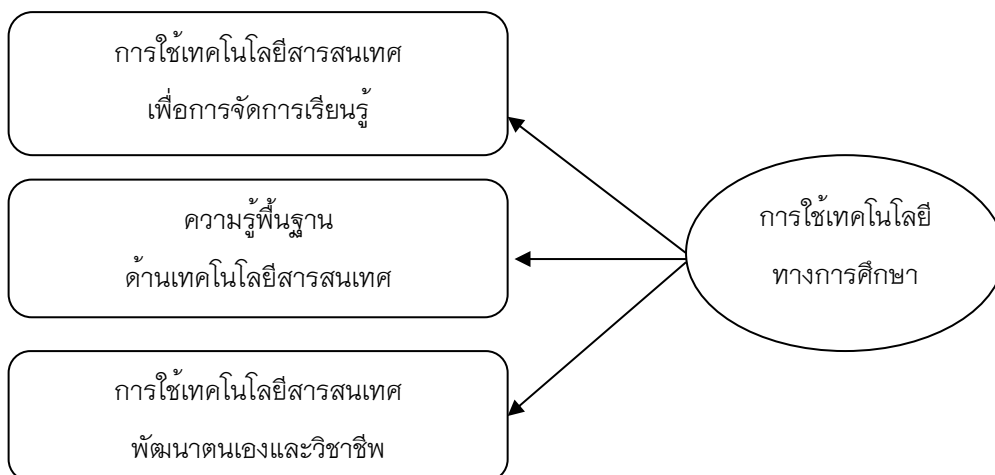 การใช้เทคโนโลยีสารสนเทศ
เพื่อการจัดการเรียนรู้
ความรู้พื้นฐาน
ด้านเทคโนโลยีสารสนเทศ
การใช้เทคโนโลยีสารสนเทศ
พัฒนาตนเองและวิชาชีพ
การใช้เทคโนโลยี
ทางการศึกษา